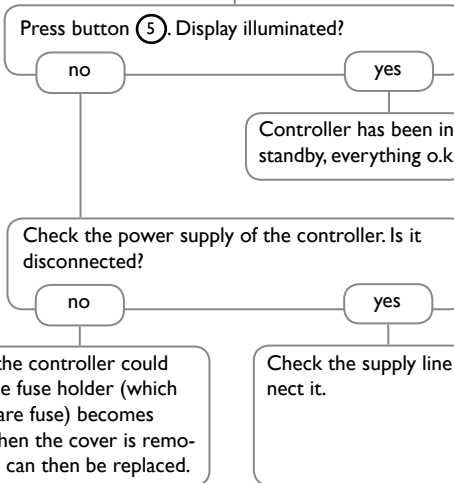 Press button 5. Display illuminated?
no
yes
Controller has been in
standby, everything o.k.
Check the power supply of the controller. Is it
disconnected?
no
yes
the controller could
e fuse holder (which
are fuse) becomes
hen the cover is remo-
can then be replaced.
Check the supply line
nect it.